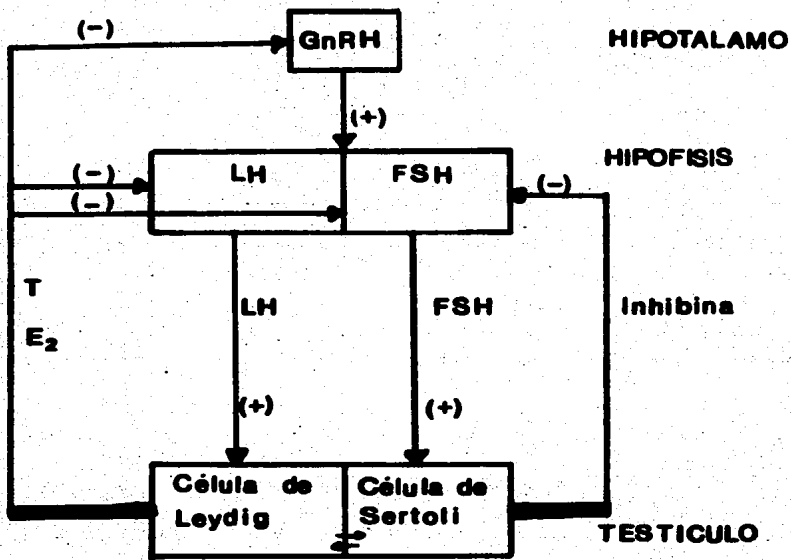 (-)
GnRH
HIPOTALAMO
(+)
HIPOFISIS
LH
FSH
(-)
(-)
(-)
T
E₂
LH
FSH
Inhibina
(+)
(+)
Célula de
Leydig
Célula de
Sertoli
TESTICULO